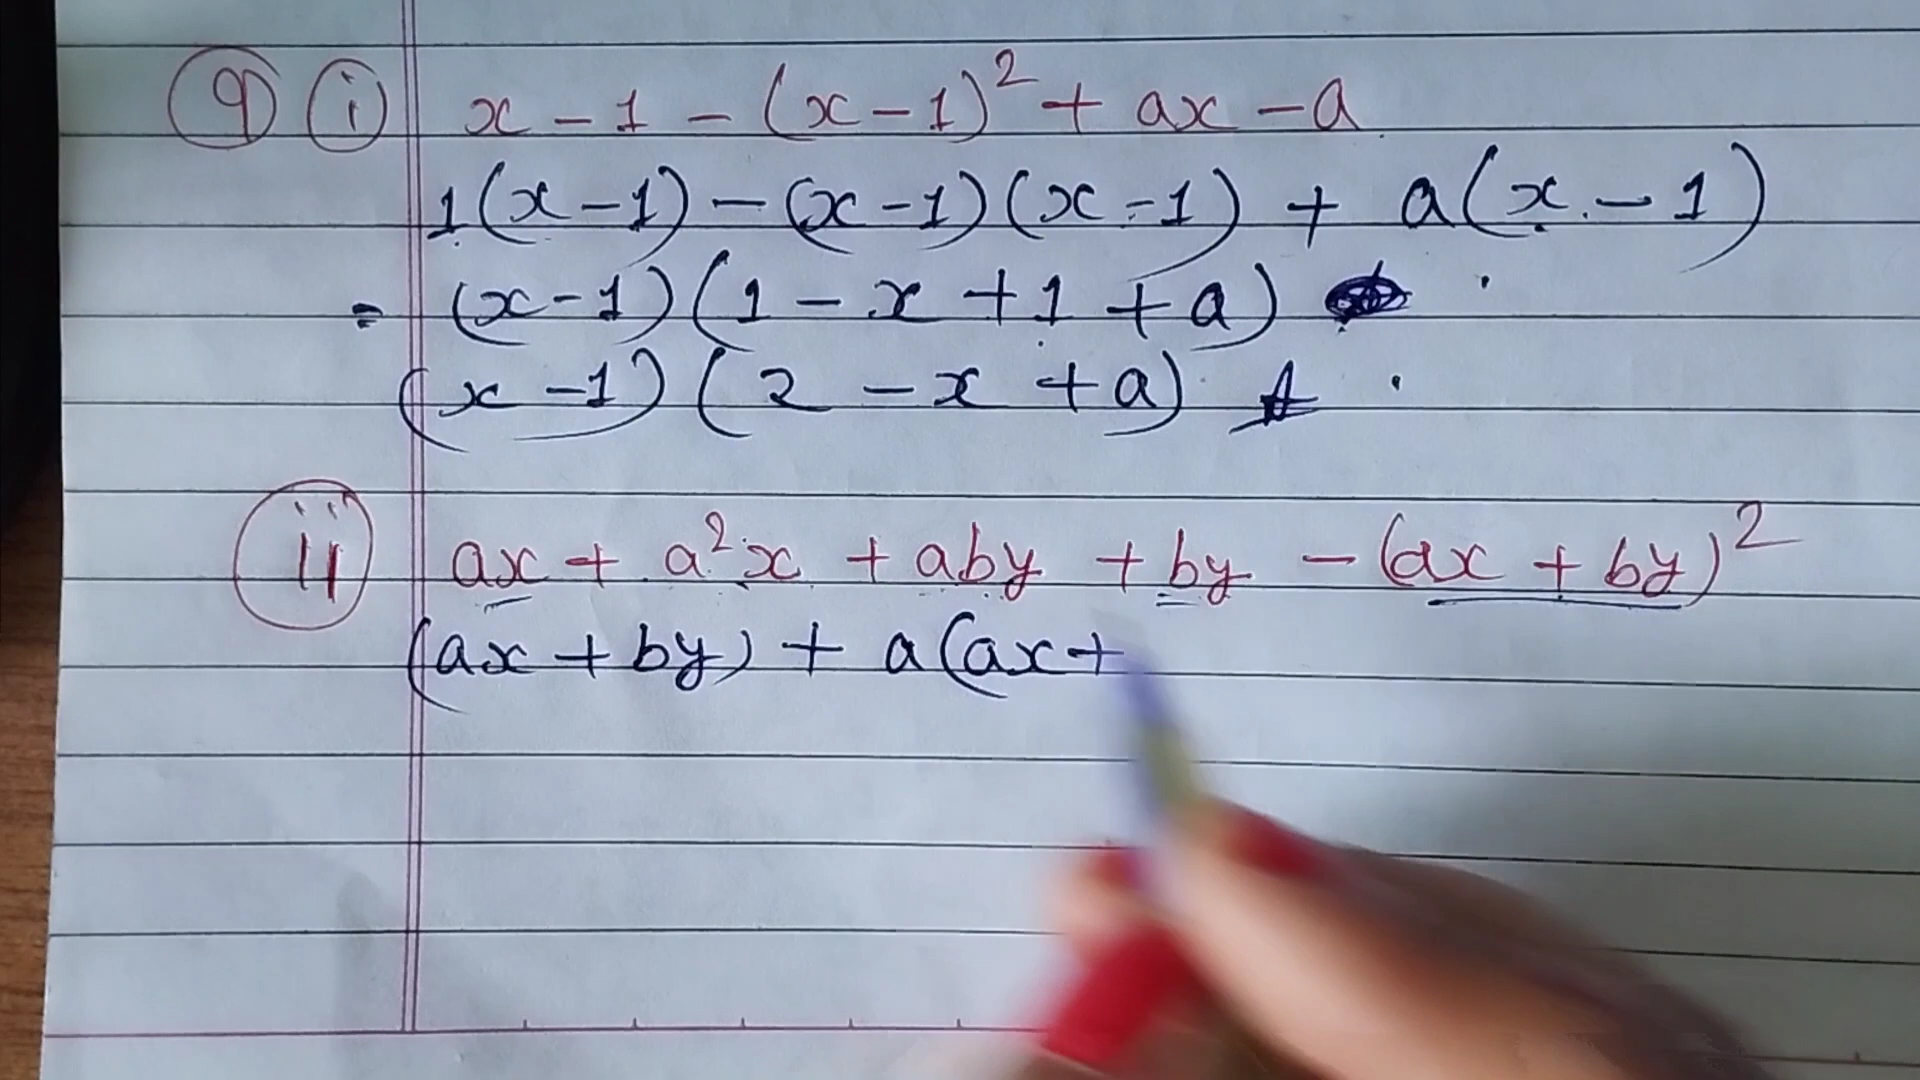 9 i x - 1 - (x - 1)² + ax - a
1(x - 1) - (x - 1)(x - 1) + a(x - 1)
= (x - 1)(1 - x + 1 + a)
(x - 1)(2 - x + a)
ii ax + a²x + aby + by - (ax + by)²
(ax + by) + a(ax +